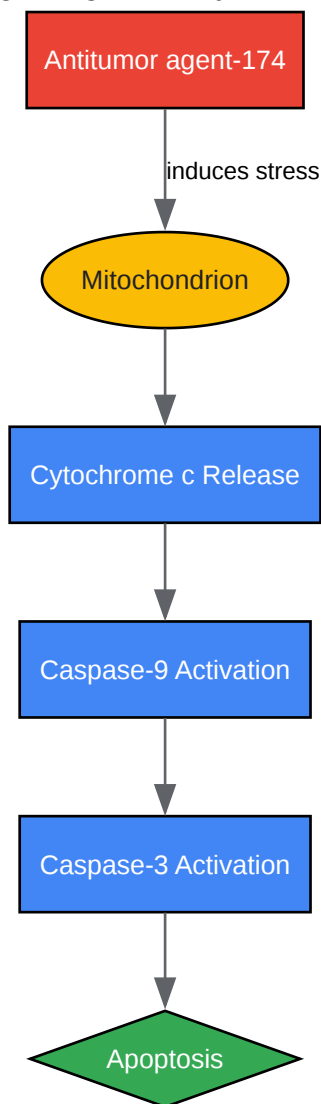 Antitumor agent-174
induces stress
Mitochondrion
Cytochrome c Release
Caspase-9 Activation
Caspase-3 Activation
Apoptosis